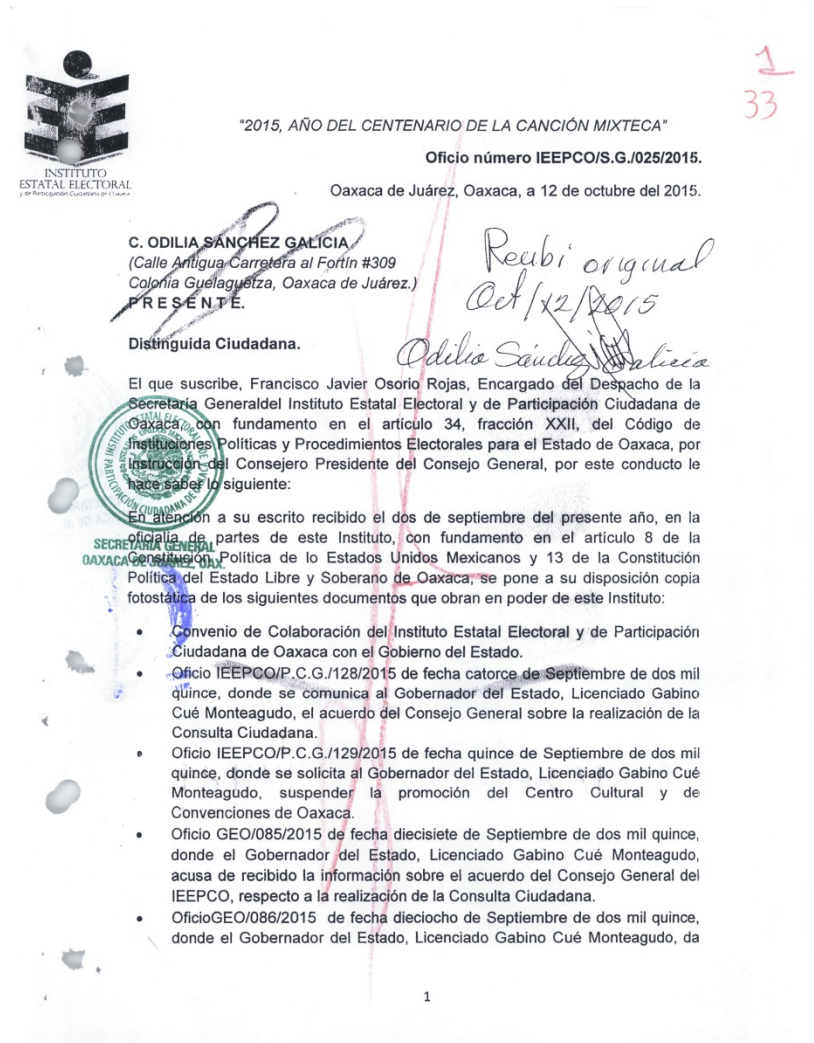 1
33
INSTITUTO
ESTATAL ELECTORAL
y de Participación Ciudadana de Oaxaca
"2015, AÑO DEL CENTENARIO DE LA CANCIÓN MIXTECA"
Oficio número IEEPCO/S.G./025/2015.
Oaxaca de Juárez, Oaxaca, a 12 de octubre del 2015.
C. ODILIA SÁNCHEZ GALICIA
(Calle Antigua Carretera al Fortín #309
Colonia Guelaguetza, Oaxaca de Juárez.)
P R E S E N T E.
Recibi original
Oct/12/2015
Odilia Sánchez Galicia
Distinguida Ciudadana.
El que suscribe, Francisco Javier Osorio Rojas, Encargado del Despacho de la
Secretaría Generaldel Instituto Estatal Electoral y de Participación Ciudadana de
Oaxaca, con fundamento en el artículo 34, fracción XXII, del Código de
Instituciones Políticas y Procedimientos Electorales para el Estado de Oaxaca, por
Instrucción del Consejero Presidente del Consejo General, por este conducto le
hace saber lo siguiente:
En atención a su escrito recibido el dos de septiembre del presente año, en la
oficialía de partes de este Instituto, con fundamento en el artículo 8 de la
Constitución Política de lo Estados Unidos Mexicanos y 13 de la Constitución
Política del Estado Libre y Soberano de Oaxaca, se pone a su disposición copia
fotostática de los siguientes documentos que obran en poder de este Instituto:
SECRETARÍA GENERAL
OAXACA DE JUÁREZ, OAX.
• Convenio de Colaboración del Instituto Estatal Electoral y de Participación
Ciudadana de Oaxaca con el Gobierno del Estado.
• Oficio IEEPCO/P.C.G./128/2015 de fecha catorce de Septiembre de dos mil
quince, donde se comunica al Gobernador del Estado, Licenciado Gabino
Cué Monteagudo, el acuerdo del Consejo General sobre la realización de la
Consulta Ciudadana.
• Oficio IEEPCO/P.C.G./129/2015 de fecha quince de Septiembre de dos mil
quince, donde se solicita al Gobernador del Estado, Licenciado Gabino Cué
Monteagudo, suspender la promoción del Centro Cultural y de
Convenciones de Oaxaca.
• Oficio GEO/085/2015 de fecha diecisiete de Septiembre de dos mil quince,
donde el Gobernador del Estado, Licenciado Gabino Cué Monteagudo,
acusa de recibido la información sobre el acuerdo del Consejo General del
IEEPCO, respecto a la realización de la Consulta Ciudadana.
• OficioGEO/086/2015 de fecha dieciocho de Septiembre de dos mil quince,
donde el Gobernador del Estado, Licenciado Gabino Cué Monteagudo, da
1